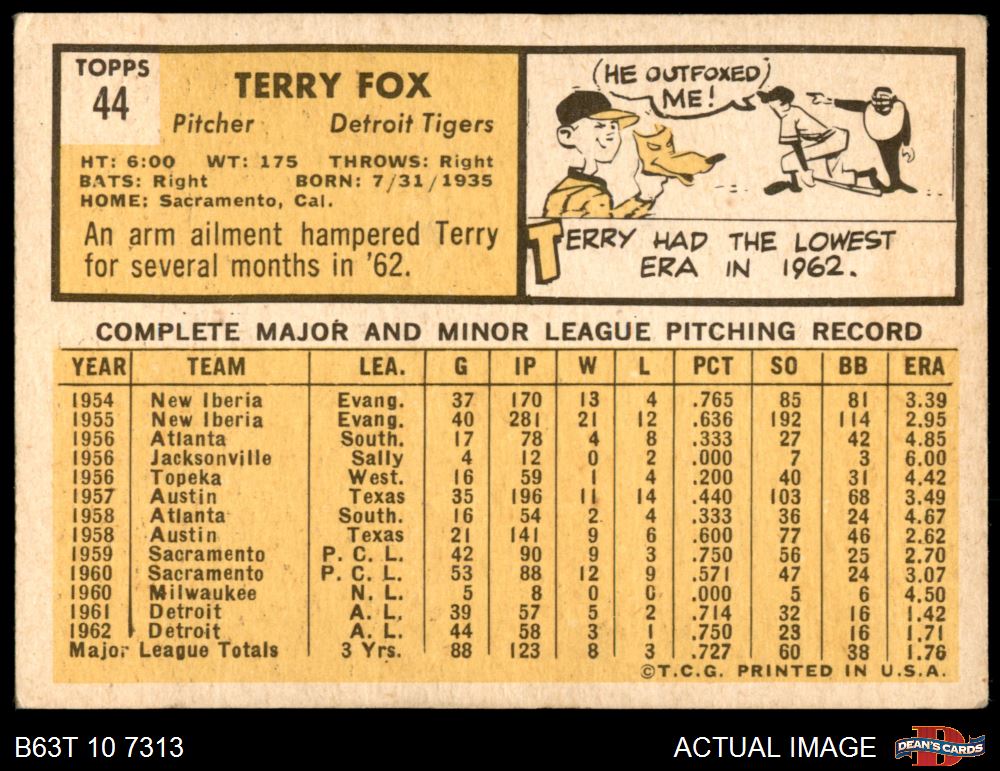 TOPPS
44
TERRY FOX
Pitcher Detroit Tigers
HT: 6:00 WT: 175 THROWS: Right
BATS: Right BORN: 7/31/1935
HOME: Sacramento, Cal.
An arm ailment hampered Terry
for several months in '62.
(HE OUTFOXED)
ME!
TERRY HAD THE LOWEST
ERA IN 1962.
COMPLETE MAJOR AND MINOR LEAGUE PITCHING RECORD
YEAR TEAM LEA. G IP W L PCT SO BB ERA
1954 New Iberia Evang. 37 170 13 4 .765 85 81 3.39
1955 New Iberia Evang. 40 281 21 12 .636 192 114 2.95
1956 Atlanta South. 17 78 4 8 .333 27 42 4.85
1956 Jacksonville Sally 4 12 0 2 .000 7 3 6.00
1956 Topeka West. 16 59 1 4 .200 40 31 4.42
1957 Austin Texas 35 196 11 14 .440 103 68 3.49
1958 Atlanta South. 16 54 2 4 .333 36 24 4.67
1958 Austin Texas 21 141 9 6 .600 77 46 2.62
1959 Sacramento P. C. L. 42 90 9 3 .750 56 25 2.70
1960 Sacramento P. C. L. 53 88 12 9 .571 47 24 3.07
1960 Milwaukee N. L. 5 8 0 0 .000 5 6 4.50
1961 Detroit A. L. 39 57 5 2 .714 32 16 1.42
1962 Detroit A. L. 44 58 3 1 .750 23 16 1.71
Major League Totals 3 Yrs. 88 123 8 3 .727 60 38 1.76
©T.C.G. PRINTED IN U.S.A.
B63T 10 7313 ACTUAL IMAGE
D
DEAN'S CARDS